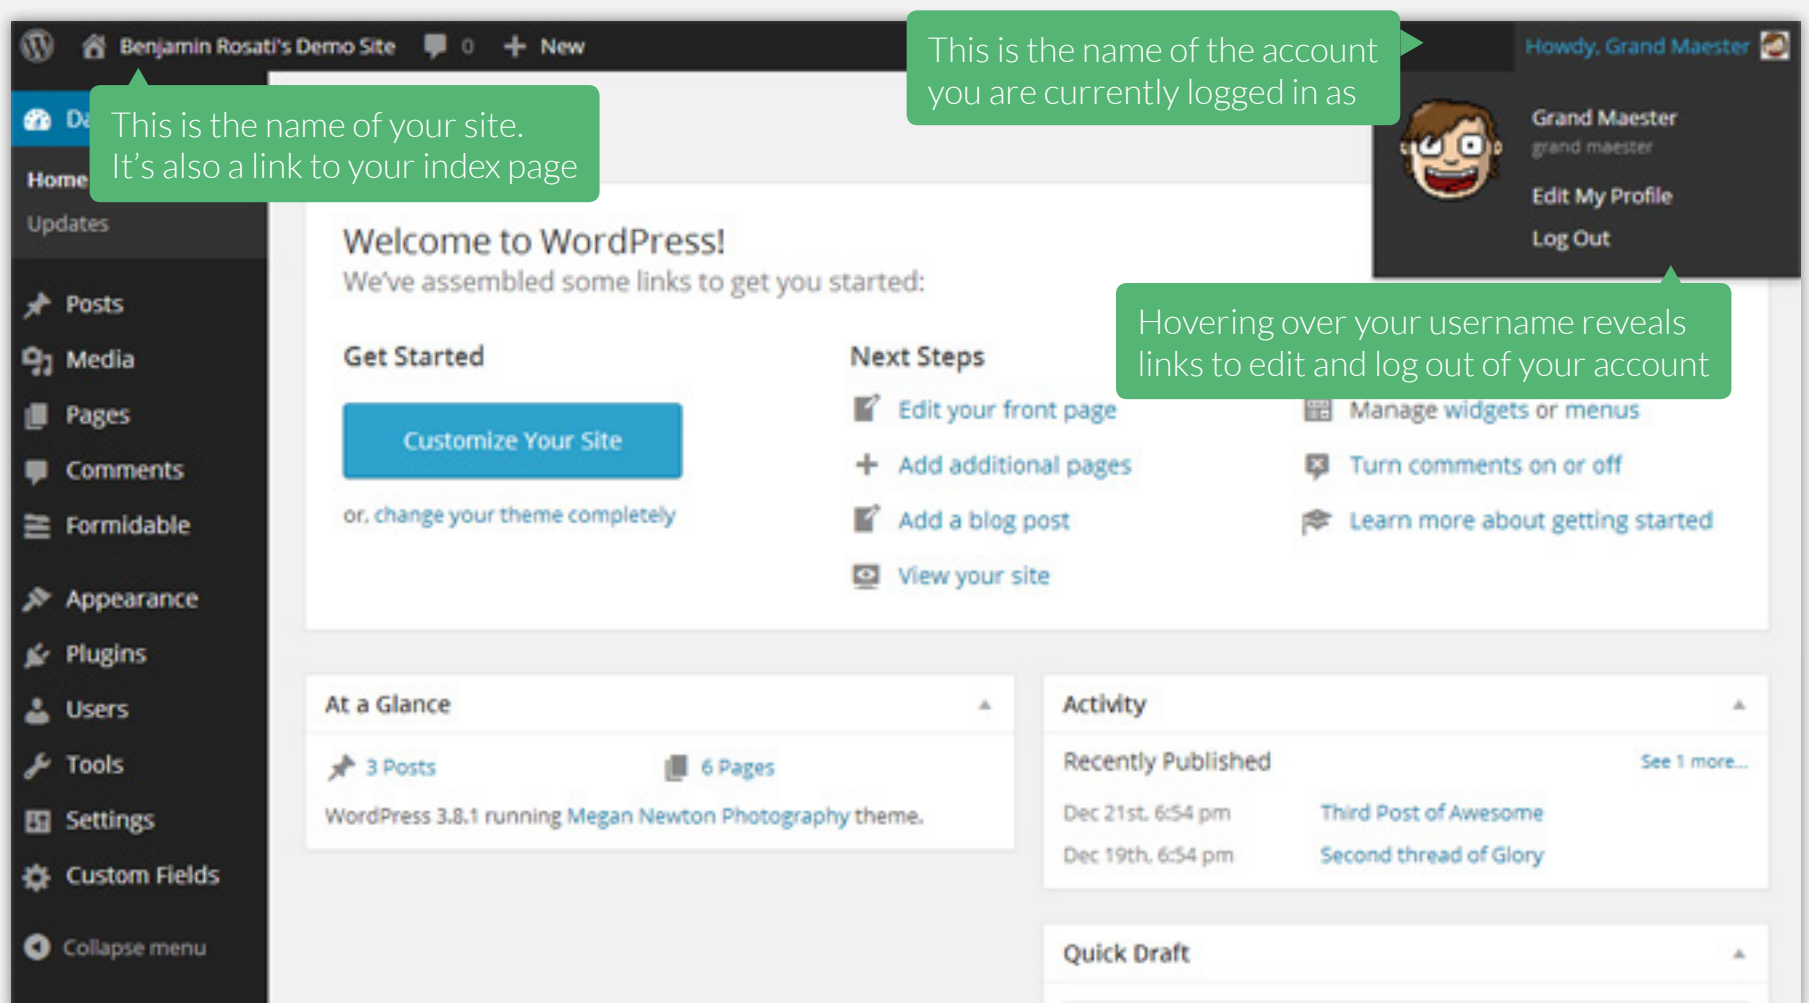 Benjamin Rosati's Demo Site
0
New
This is the name of the account
you are currently logged in as
Howdy, Grand Maester
This is the name of your site.
It's also a link to your index page
Grand Maester
grand maester
Edit My Profile
Log Out
Hovering over your username reveals
links to edit and log out of your account
Home
Updates
Posts
Media
Pages
Comments
Formidable
Appearance
Plugins
Users
Tools
Settings
Custom Fields
Collapse menu
Welcome to WordPress!
We've assembled some links to get you started:
Get Started
Customize Your Site
or, change your theme completely
Next Steps
Edit your front page
Add additional pages
Add a blog post
View your site
Manage widgets or menus
Turn comments on or off
Learn more about getting started
At a Glance
3 Posts
6 Pages
WordPress 3.8.1 running Megan Newton Photography theme.
Activity
Recently Published
See 1 more...
Dec 21st, 6:54 pm
Third Post of Awesome
Dec 19th, 6:54 pm
Second thread of Glory
Quick Draft